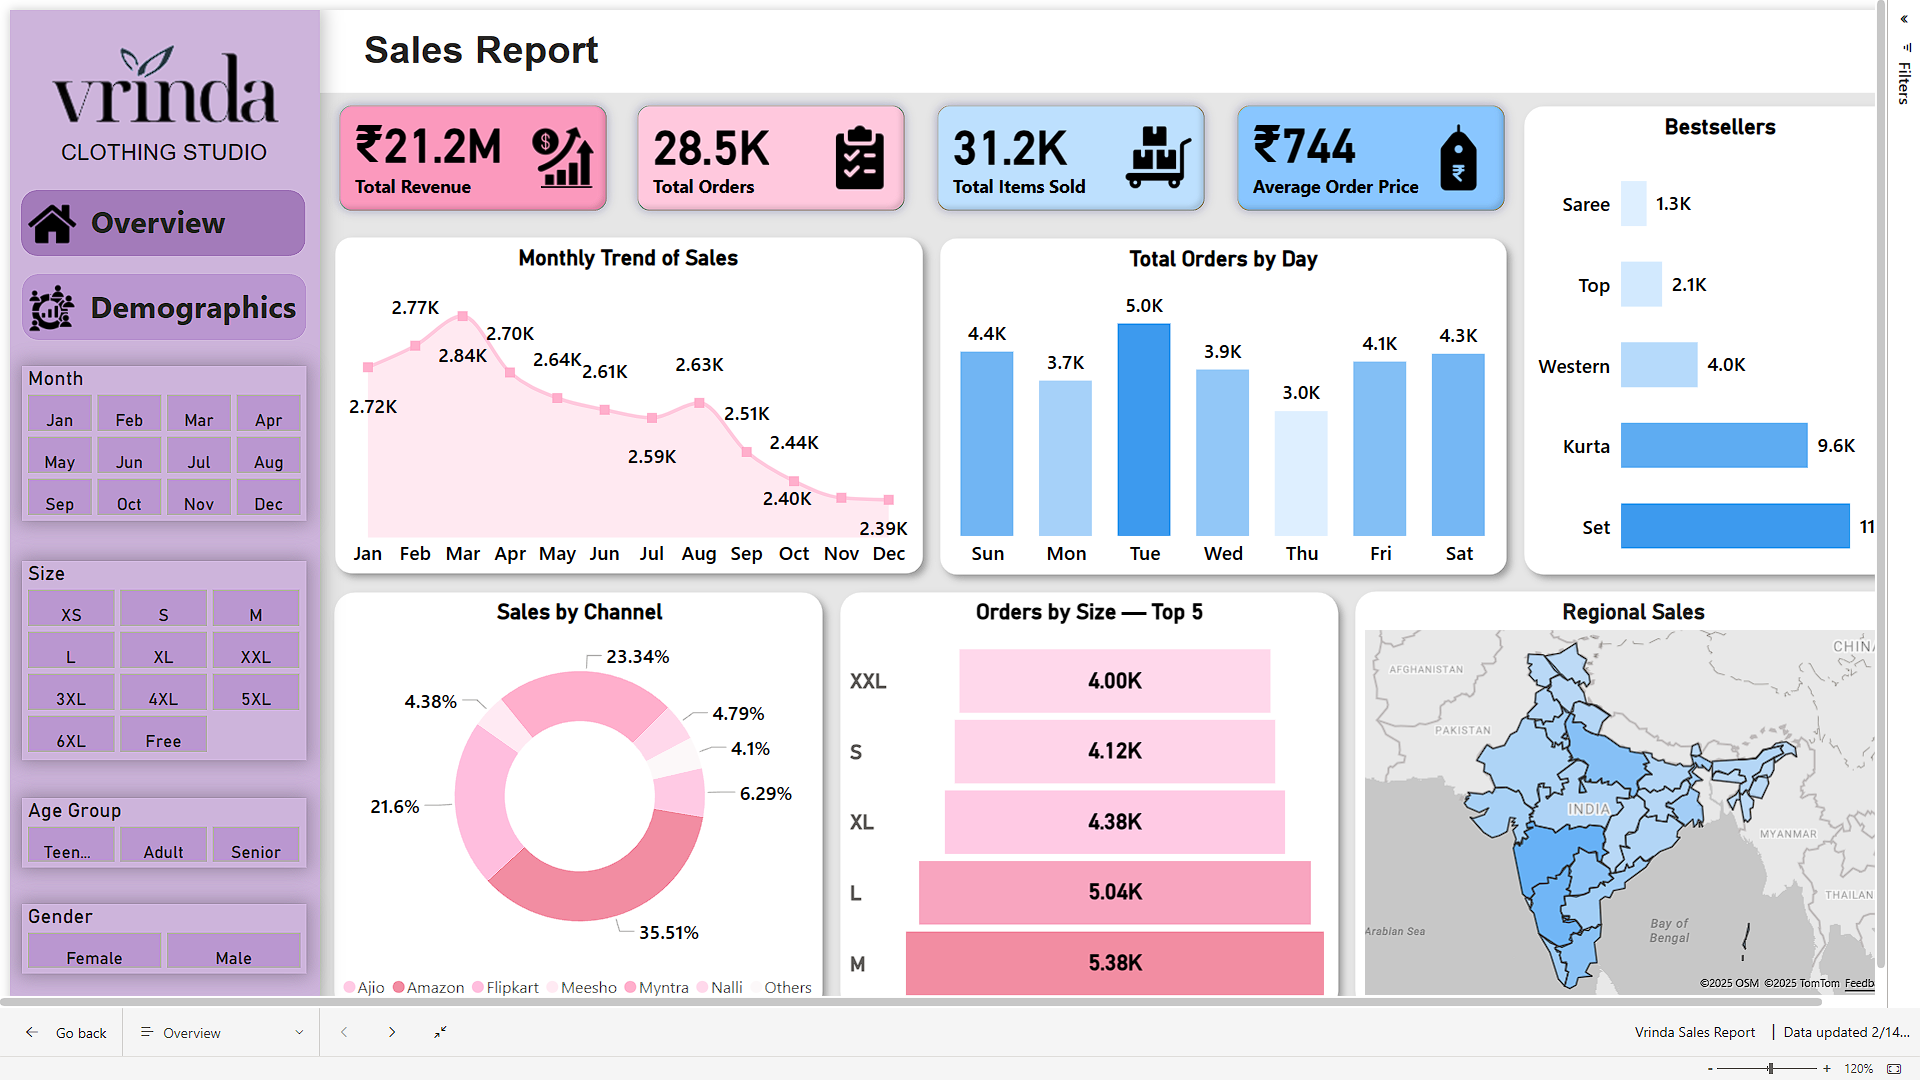 vrinda
CLOTHING STUDIO
Overview
Demographics
Month
Jan Feb Mar Apr
May Jun Jul Aug
Sep Oct Nov Dec
Size
XS S M
L XL XXL
3XL 4XL 5XL
6XL Free
Age Group
Teen... Adult Senior
Gender
Female Male
Sales Report
₹21.2M
Total Revenue
28.5K
Total Orders
31.2K
Total Items Sold
₹744
Average Order Price
₹
$
Monthly Trend of Sales
2.72K
2.77K
2.84K
2.70K
2.64K
2.61K
2.59K
2.63K
2.51K
2.44K
2.40K
2.39K
Jan Feb Mar Apr May Jun Jul Aug Sep Oct Nov Dec
Total Orders by Day
4.4K
3.7K
5.0K
3.9K
3.0K
4.1K
4.3K
Sun Mon Tue Wed Thu Fri Sat
Bestsellers
Saree 1.3K
Top 2.1K
Western 4.0K
Kurta 9.6K
Set 11
Sales by Channel
23.34%
4.79%
4.1%
6.29%
35.51%
21.6%
4.38%
Ajio Amazon Flipkart Meesho Myntra Nalli Others
Orders by Size — Top 5
XXL 4.00K
S 4.12K
XL 4.38K
L 5.04K
M 5.38K
Regional Sales
CHINA
AFGHANISTAN
PAKISTAN
INDIA
MYANMAR
THAILAN
Arabian Sea
Bay of
Bengal
©2025 OSM ©2025 TomTom Feedb
Filters
Go back
Overview
Vrinda Sales Report | Data updated 2/14...
- + 120%